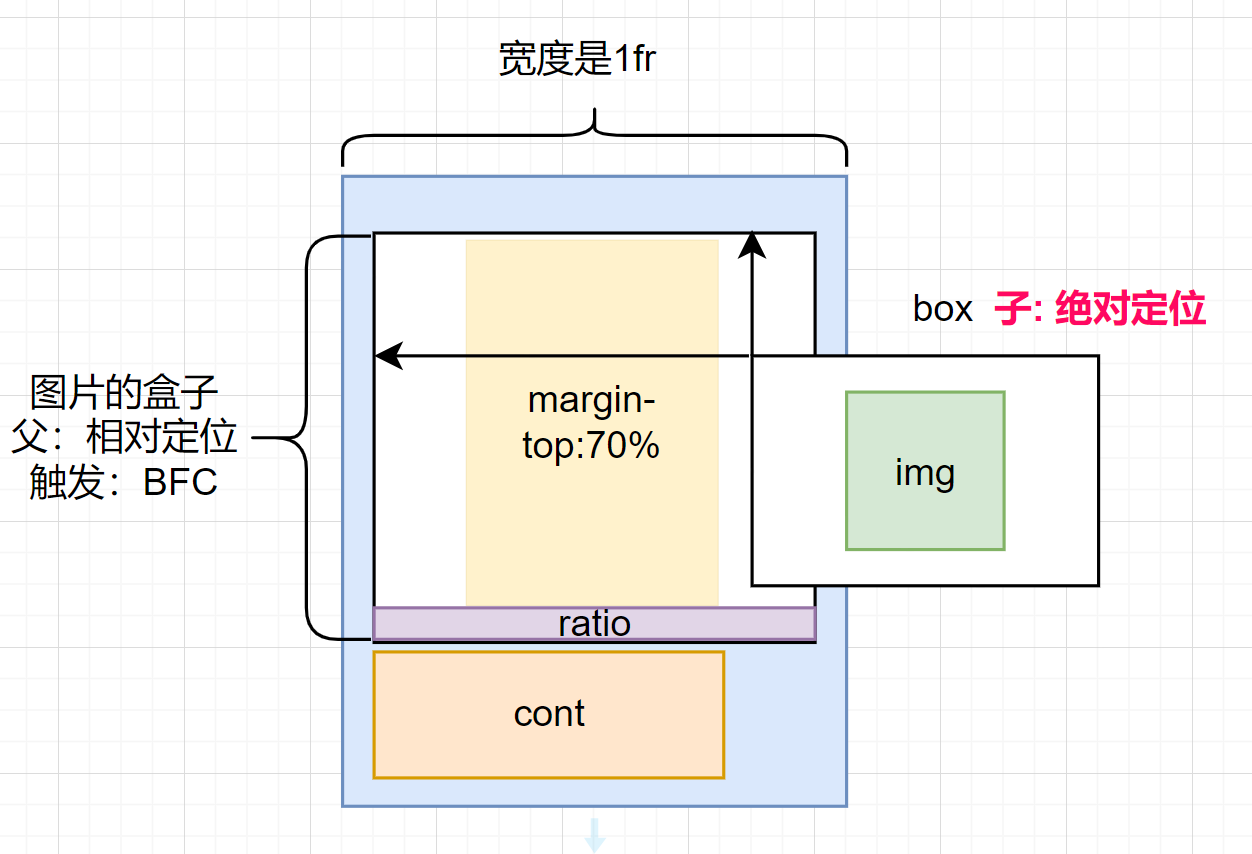 宽度是1fr
box 子: 绝对定位
图片的盒子
父：相对定位
触发：BFC
margin-
top:70%
img
ratio
cont